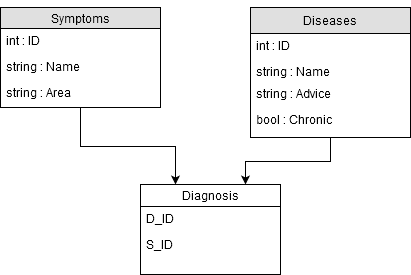 Symptoms
int : ID
string : Name
string : Area
Diseases
int : ID
string : Name
string : Advice
bool : Chronic
Diagnosis
D_ID
S_ID